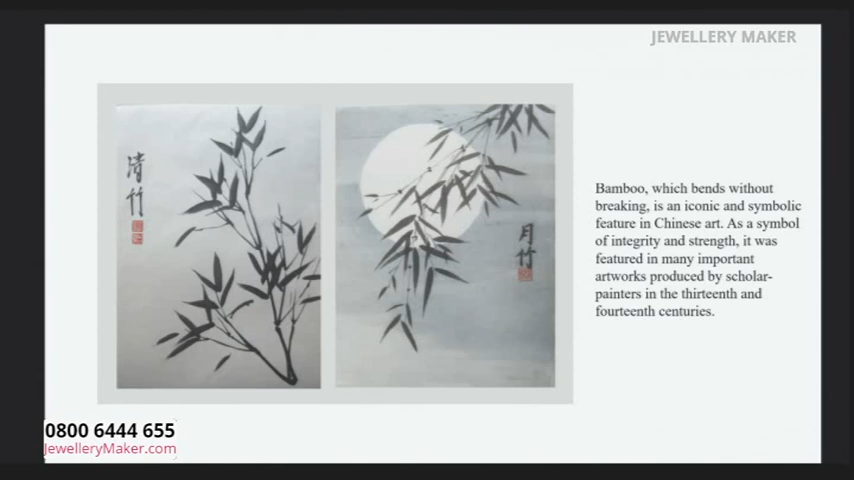 JEWELLERY MAKER
清
竹
月
竹
Bamboo, which bends without
breaking, is an iconic and symbolic
feature in Chinese art. As a symbol
of integrity and strength, it was
featured in many important
artworks produced by scholar-
painters in the thirteenth and
fourteenth centuries.
0800 6444 655
JewelleryMaker.com